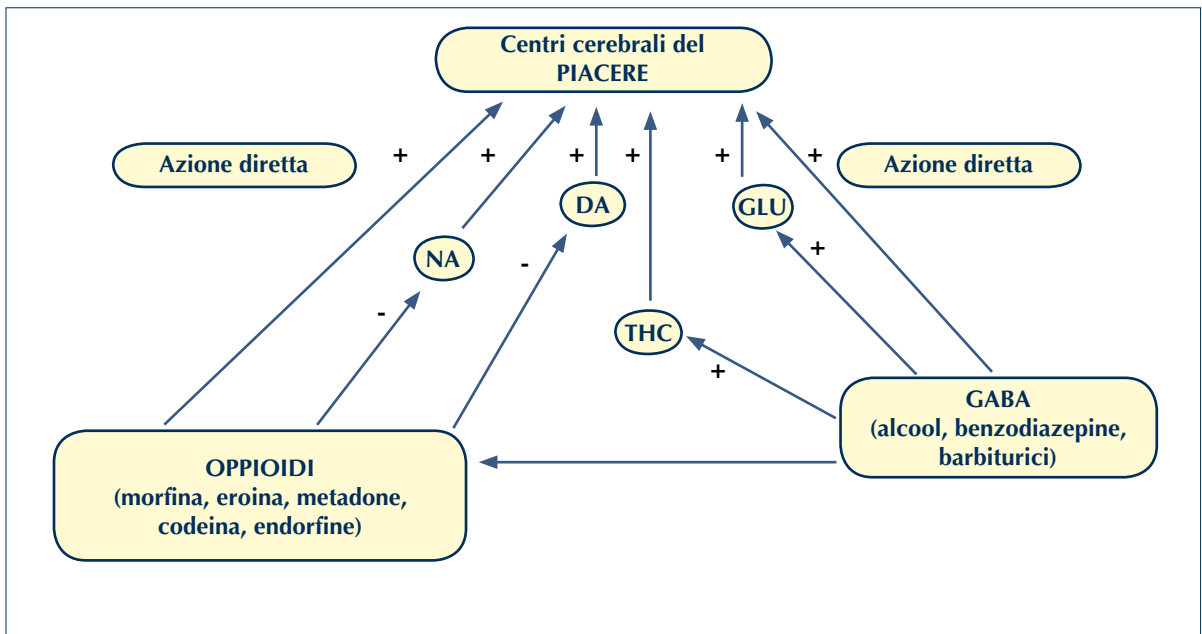 Centri cerebrali del
PIACERE
Azione diretta
+
+
+
+
+
+
Azione diretta
DA
GLU
NA
-
+
-
THC
+
GABA
(alcool, benzodiazepine,
barbiturici)
OPPIOIDI
(morfina, eroina, metadone,
codeina, endorfine)